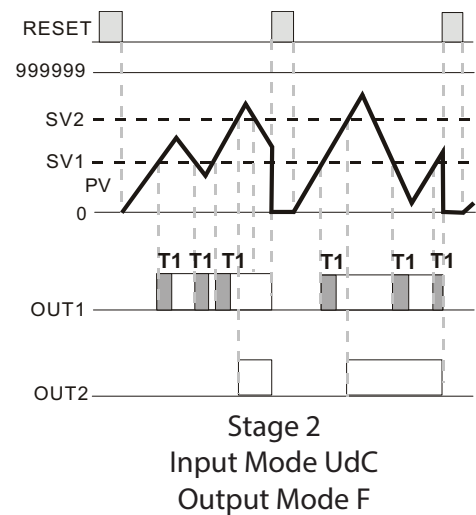 RESET
999999
SV2
SV1
PV
0
T1 T1 T1 T1 T1 T1
OUT1
OUT2
Stage 2
Input Mode UdC
Output Mode F